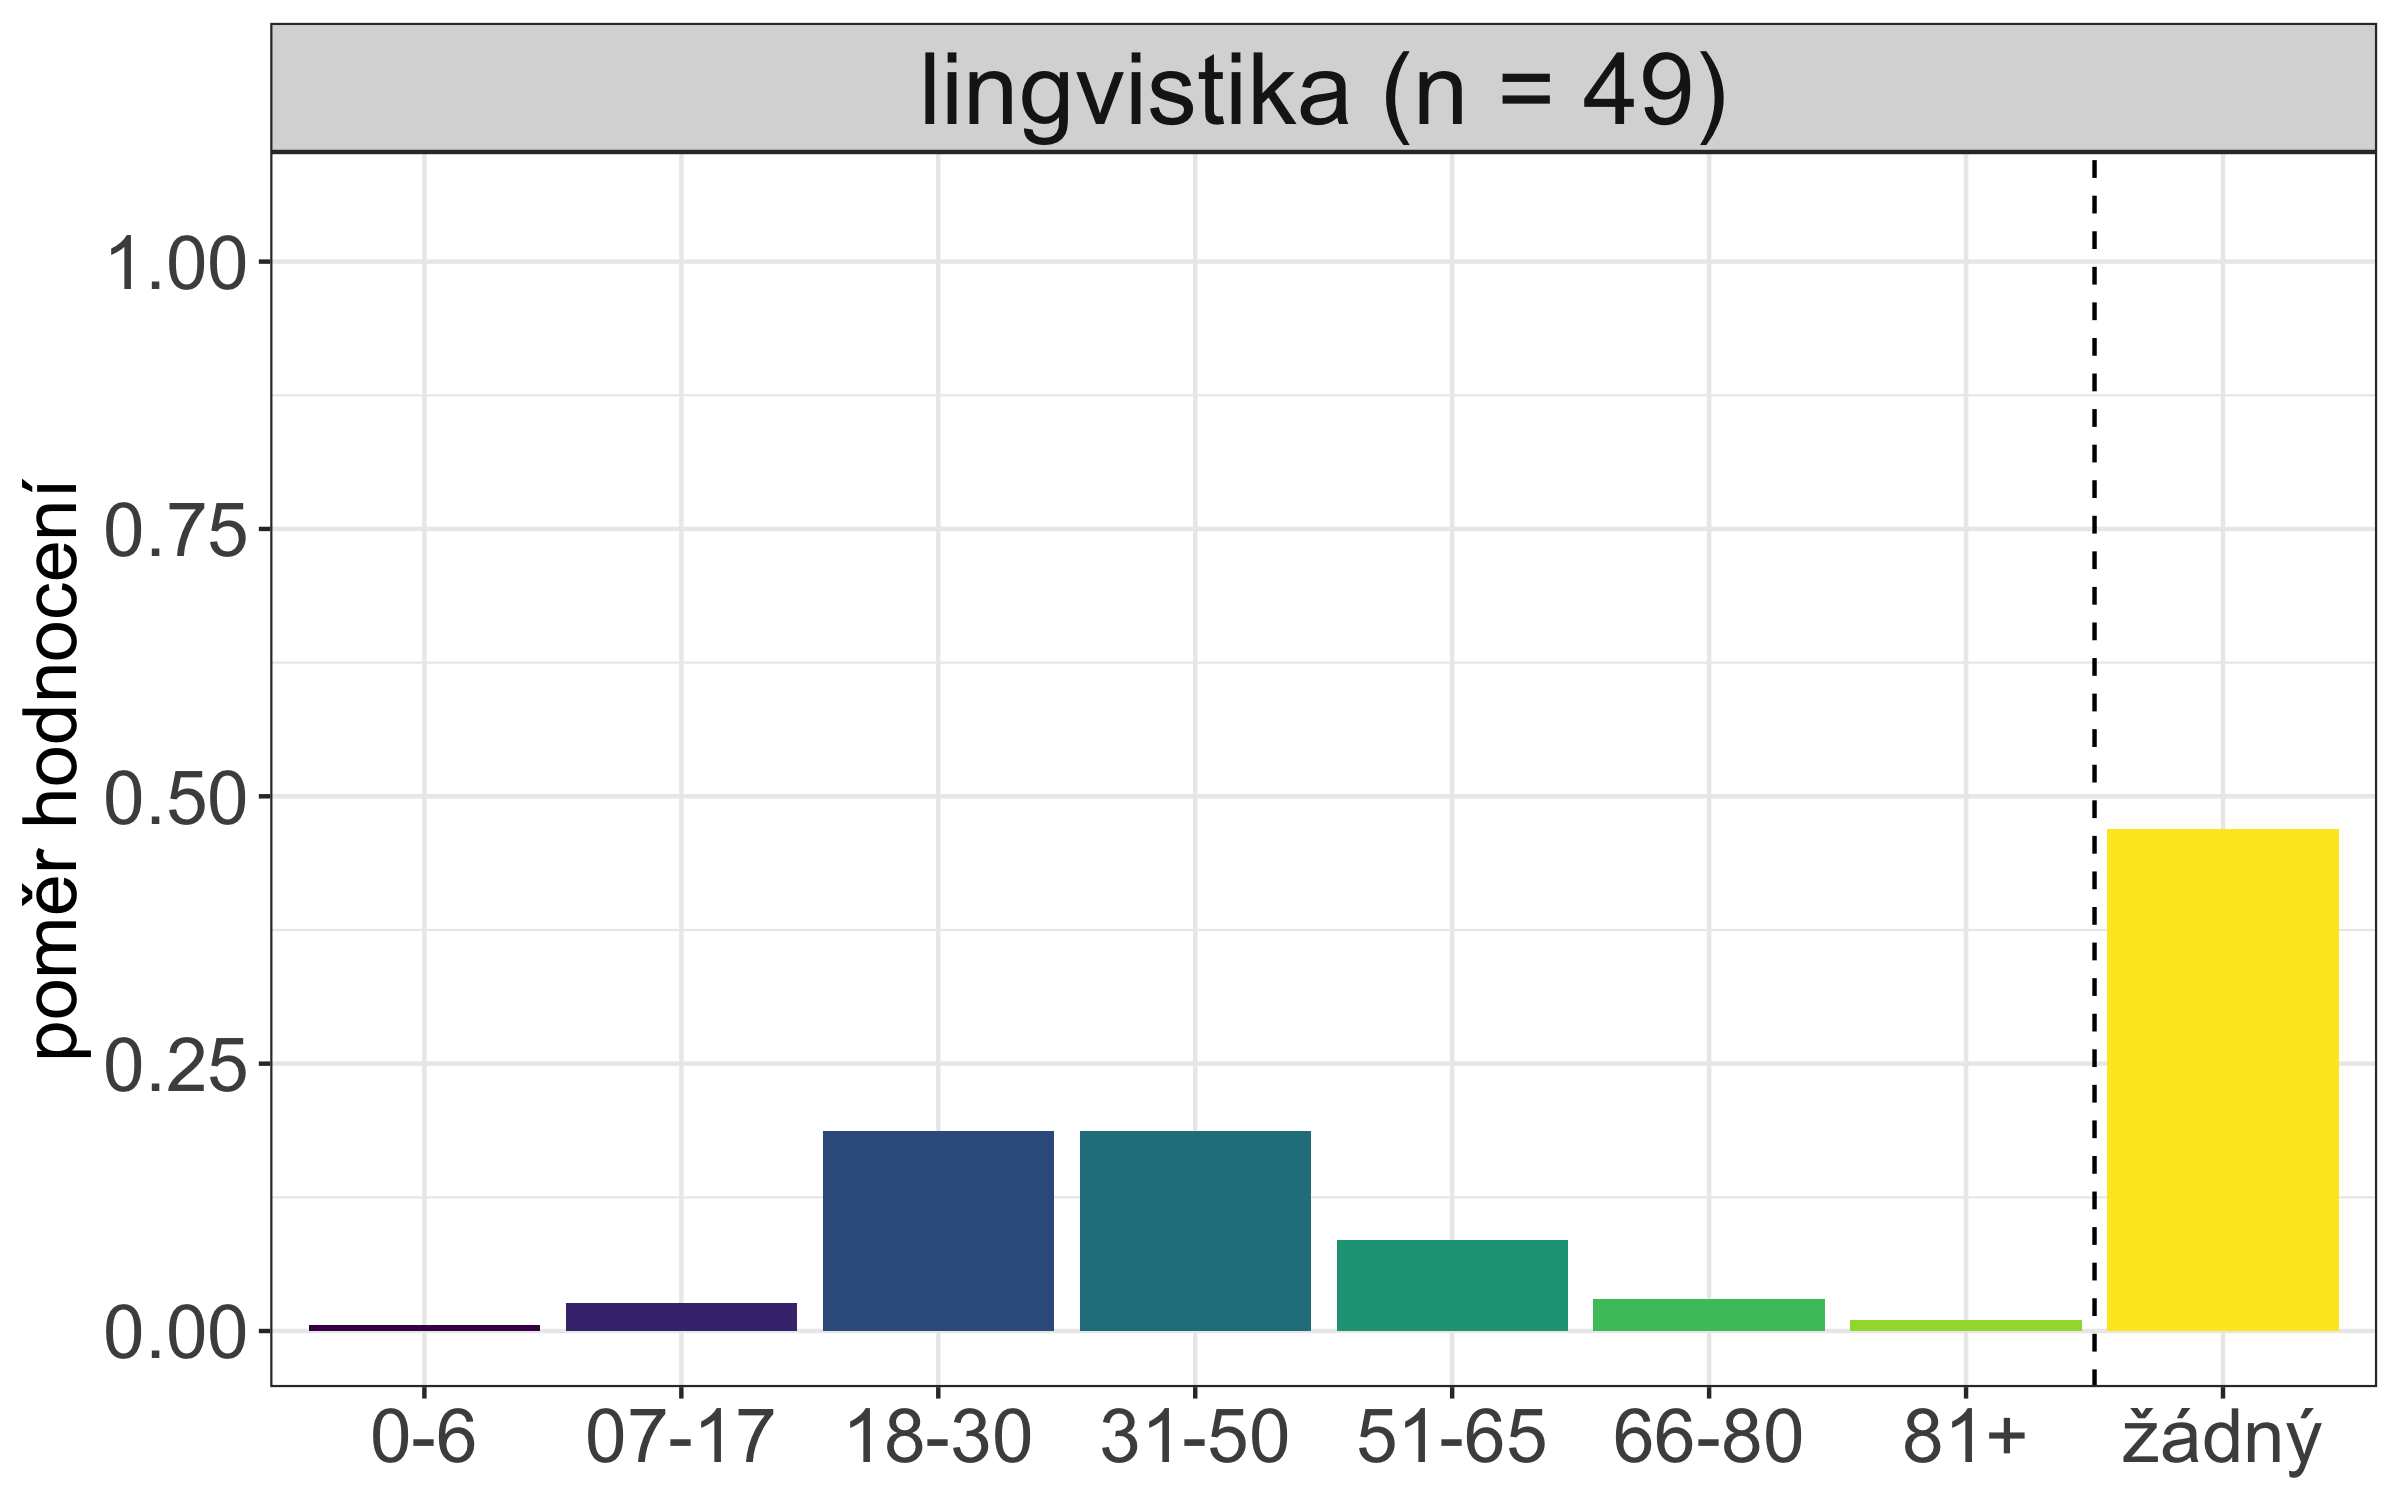 lingvistika (n = 49)
poměr hodnocení
1.00
0.75
0.50
0.25
0.00
0-6 07-17 18-30 31-50 51-65 66-80 81+ žádný